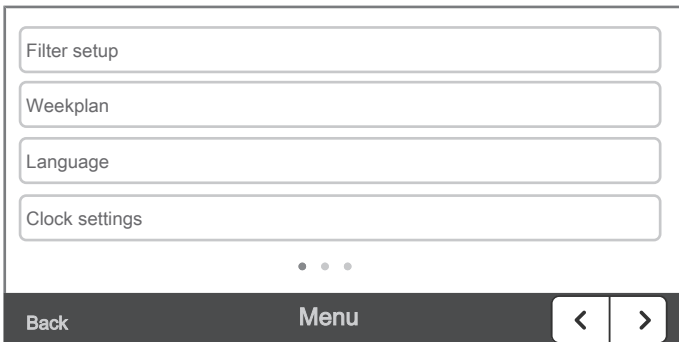 Filter setup
Weekplan
Language
Clock settings
Back Menu